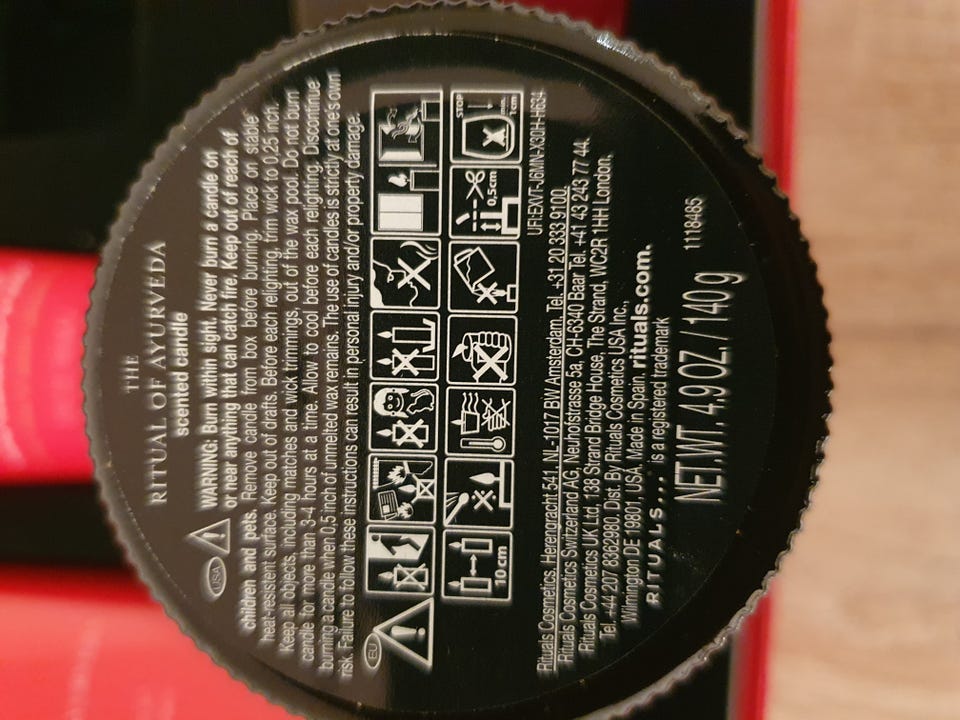 THE
RITUAL OF AYURVEDA
scented candle
USA
WARNING: Burn within sight. Never burn a candle on
or near anything that can catch fire. Keep out of reach of
children and pets. Remove candle from box before burning. Place on stable
heat-resistent surface. Keep out of drafts. Before each relighting, trim wick to 0.25 inch.
Keep all objects, including matches and wick trimmings, out of the wax pool. Do not burn
candle for more than 3-4 hours at a time. Allow to cool before each relighting. Discontinue
burning a candle when 0.5 inch of unmelted wax remains. The use of candles is strictly at one's own
risk. Failure to follow these instructions can result in personal injury and/or property damage.
EU
10 cm
0,5cm
STOP
min.
1 cm
UFI:EXV7-J6MN-X30H-H634
Rituals Cosmetics, Herengracht 541, NL-1017 BW Amsterdam, Tel. +31 20 333 9100.
Rituals Cosmetics Switzerland AG, Neuhofstrasse 5a, CH-6340 Baar Tel. +41 43 243 77 44.
Rituals Cosmetics UK Ltd, 138 Strand Bridge House, The Strand, WC2R 1HH London,
Tel. +44 207 8362980. Dist. By Rituals Cosmetics USA Inc.,
Wilmington DE 19801, USA. Made in Spain. rituals.com.
RITUALS.... is a registered trademark
1118486
NET.WT. 4.9 OZ. / 140 g